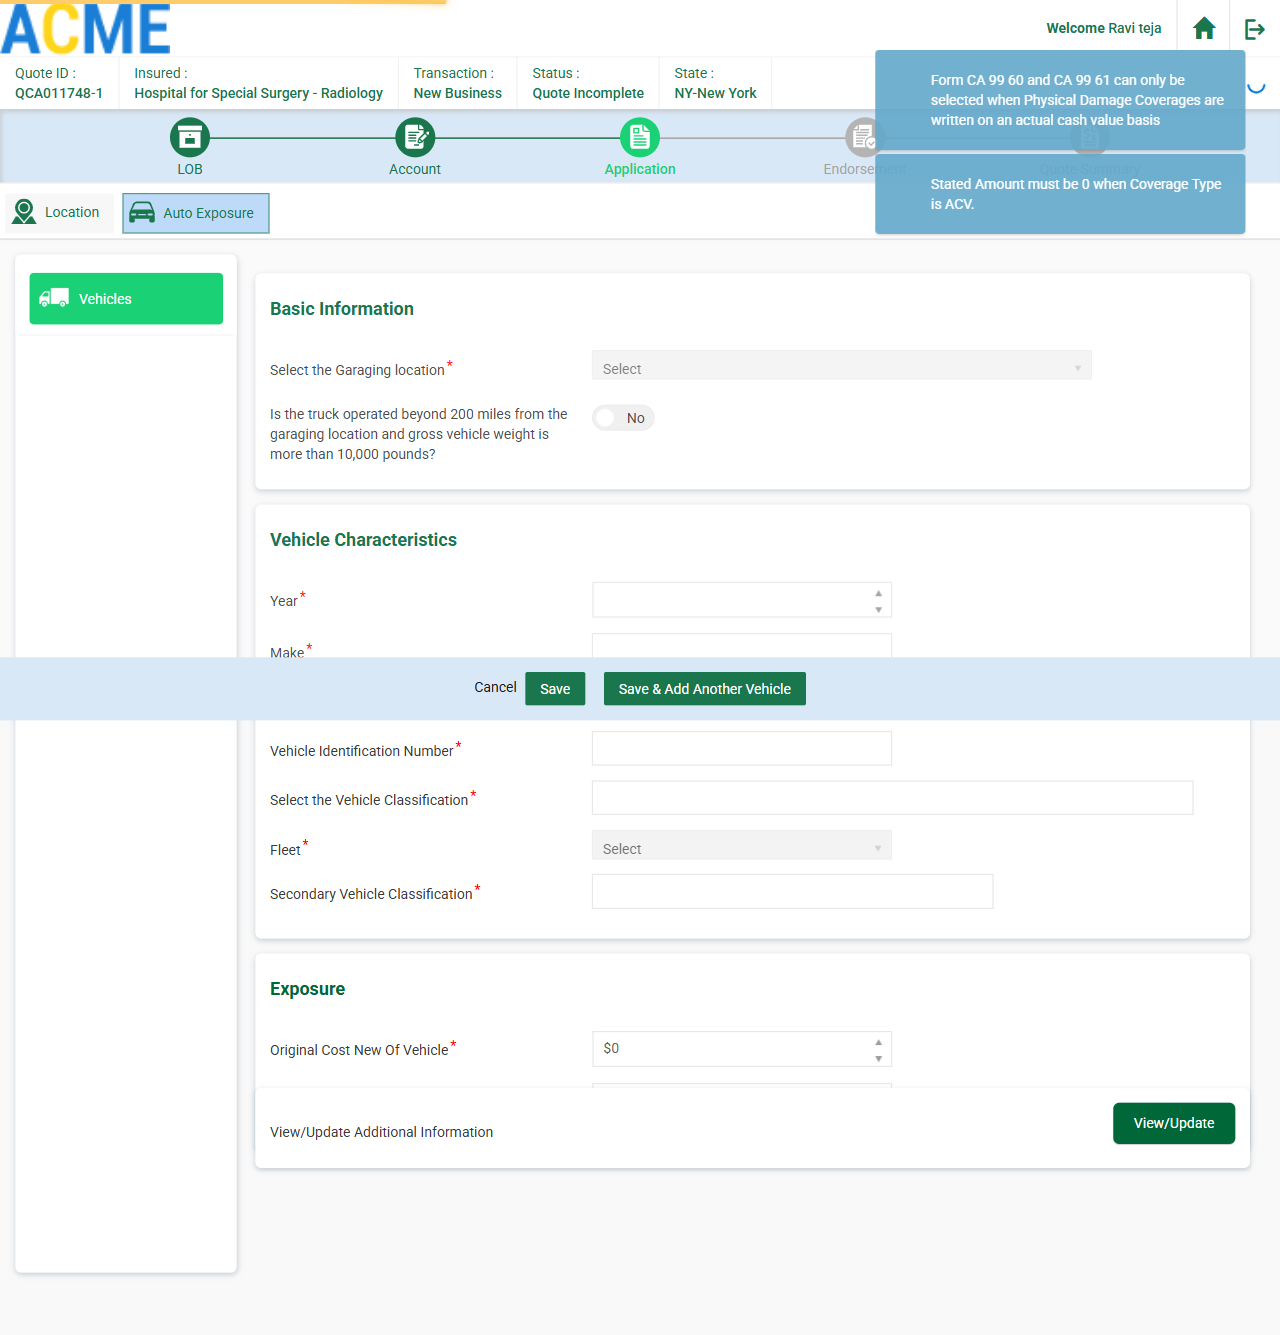 ACME
Welcome Ravi teja
Quote ID :
QCA011748-1
Insured :
Hospital for Special Surgery - Radiology
Transaction :
New Business
Status :
Quote Incomplete
State :
NY-New York
Form CA 99 60 and CA 99 61 can only be
selected when Physical Damage Coverages are
written on an actual cash value basis
Stated Amount must be 0 when Coverage Type
is ACV.
LOB
Account
Application
Endorsement
Quote Summary
Location
Auto Exposure
Vehicles
Basic Information
Select the Garaging location*
Select
Is the truck operated beyond 200 miles from the
garaging location and gross vehicle weight is
more than 10,000 pounds?
No
Vehicle Characteristics
Year*
Make*
Cancel
Save
Save & Add Another Vehicle
Vehicle Identification Number*
Select the Vehicle Classification*
Fleet*
Select
Secondary Vehicle Classification*
Exposure
Original Cost New Of Vehicle*
$0
View/Update Additional Information
View/Update